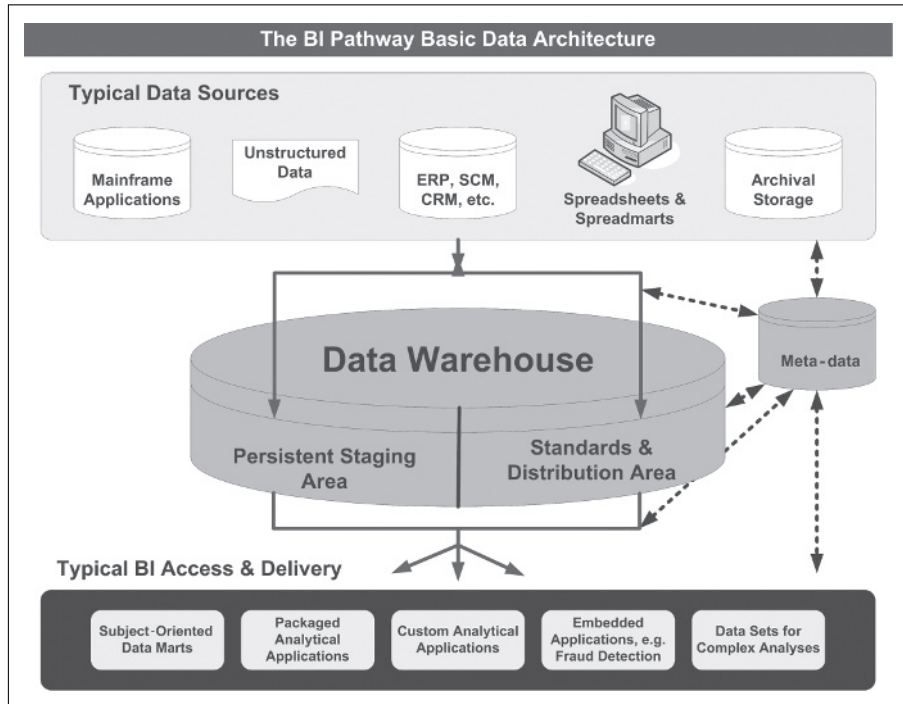 The BI Pathway Basic Data Architecture
Typical Data Sources
Mainframe
Applications
Unstructured
Data
ERP, SCM,
CRM, etc.
Spreadsheets &
Spreadmarts
Archival
Storage
Data Warehouse
Meta-data
Persistent Staging
Area
Standards &
Distribution Area
Typical BI Access & Delivery
Subject-Oriented
Data Marts
Packaged
Analytical
Applications
Custom Analytical
Applications
Embedded
Applications, e.g.
Fraud Detection
Data Sets for
Complex Analyses